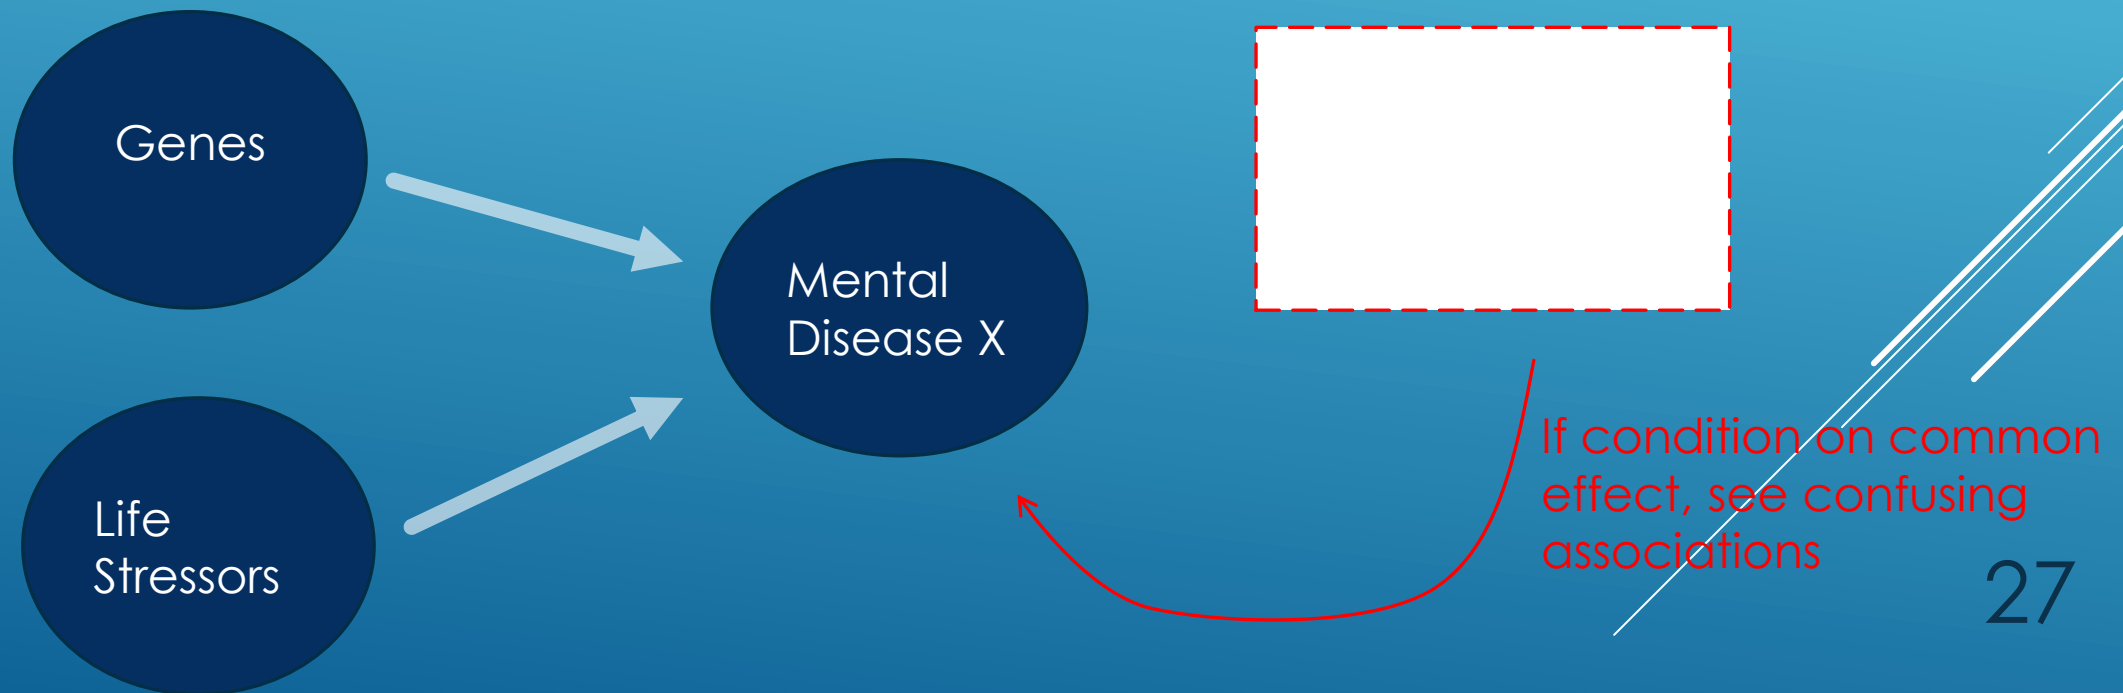 Genes
Mental
Disease X
Life
Stressors
If condition on common
effect, see confusing
associations
27